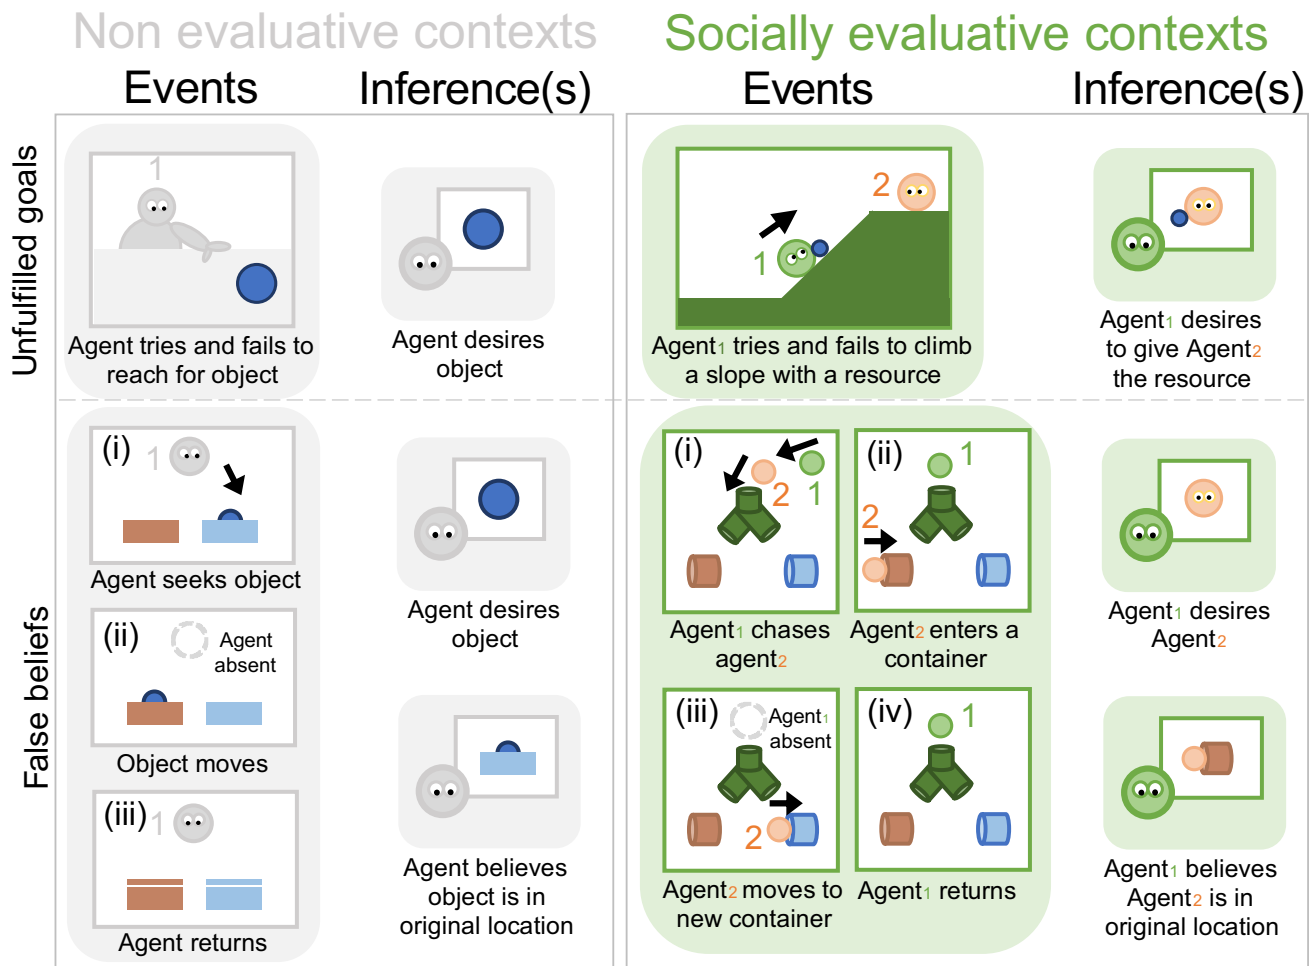 Non evaluative contexts
Socially evaluative contexts
Events
Inference(s)
Events
Inference(s)
Unfulfilled goals
1
Agent tries and fails to
reach for object
Agent desires
object
1
2
Agent1 tries and fails to climb
a slope with a resource
Agent1 desires
to give Agent2
the resource
False beliefs
(i)
1
Agent seeks object
(ii)
Agent
absent
Object moves
(iii)
1
Agent returns
Agent desires
object
Agent believes
object is in
original location
(i)
2
1
Agent1 chases
agent2
(ii)
1
2
Agent2 enters a
container
(iii)
Agent1
absent
2
Agent2 moves to
new container
(iv)
1
Agent1 returns
Agent1 desires
Agent2
Agent1 believes
Agent2 is in
original location